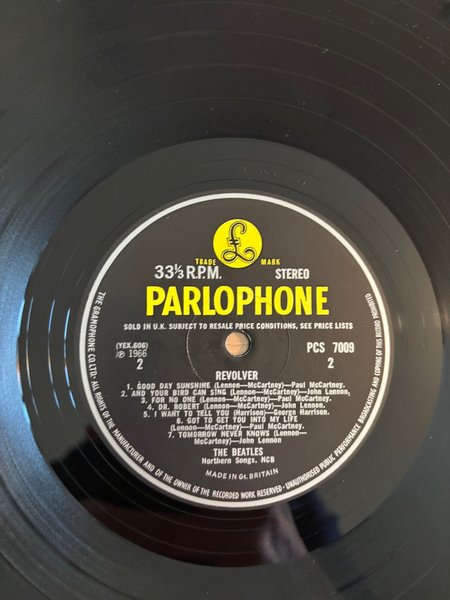 £
TRADE MARK
33⅓ R.P.M. STEREO
PARLOPHONE
SOLD IN U.K. SUBJECT TO RESALE PRICE CONDITIONS, SEE PRICE LISTS
(YEX.606) PCS 7009
℗ 1966
2 2
REVOLVER
1. GOOD DAY SUNSHINE (Lennon—McCartney)—Paul McCartney.
2. AND YOUR BIRD CAN SING (Lennon—McCartney)—John Lennon,
3. FOR NO ONE (Lennon—McCartney)—Paul McCartney.
4. DR. ROBERT (Lennon—McCartney)—John Lennon.
5. I WANT TO TELL YOU (Harrison)—George Harrison.
6. GOT TO GET YOU INTO MY LIFE
(Lennon—McCartney)—Paul McCartney.
7. TOMORROW NEVER KNOWS (Lennon—
McCartney)—John Lennon
THE BEATLES
Northern Songs, NCB
MADE IN Gt. BRITAIN
THE GRAMOPHONE CO. LTD. ALL RIGHTS OF THE MANUFACTURER AND OF THE OWNER OF THE RECORDED WORK RESERVED · UNAUTHORISED PUBLIC PERFORMANCE BROADCASTING AND COPYING OF THIS RECORD PROHIBITED